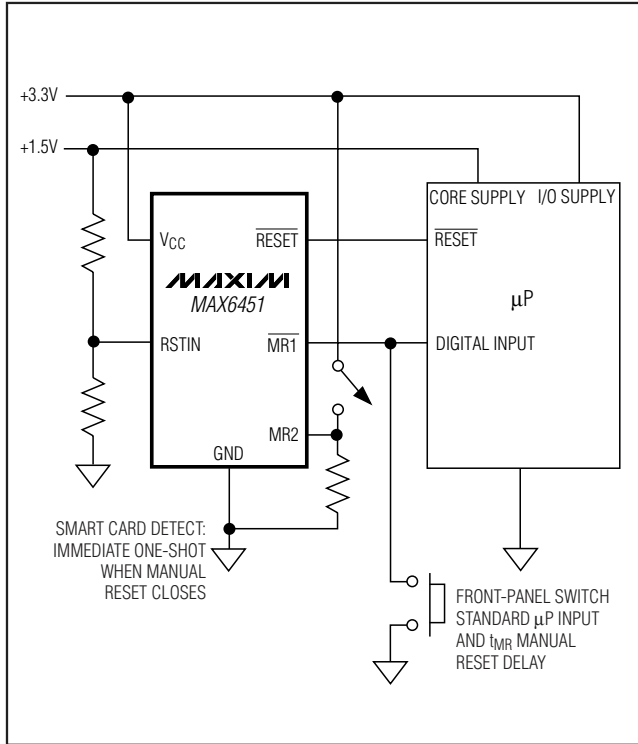 +3.3V
+1.5V
CORE SUPPLY I/O SUPPLY
VCC
RESET
RESET
MAXIM
MAX6451
µP
RSTIN
MR1
DIGITAL INPUT
MR2
GND
SMART CARD DETECT:
IMMEDIATE ONE-SHOT
WHEN MANUAL
RESET CLOSES
FRONT-PANEL SWITCH
STANDARD µP INPUT
AND tMR MANUAL
RESET DELAY